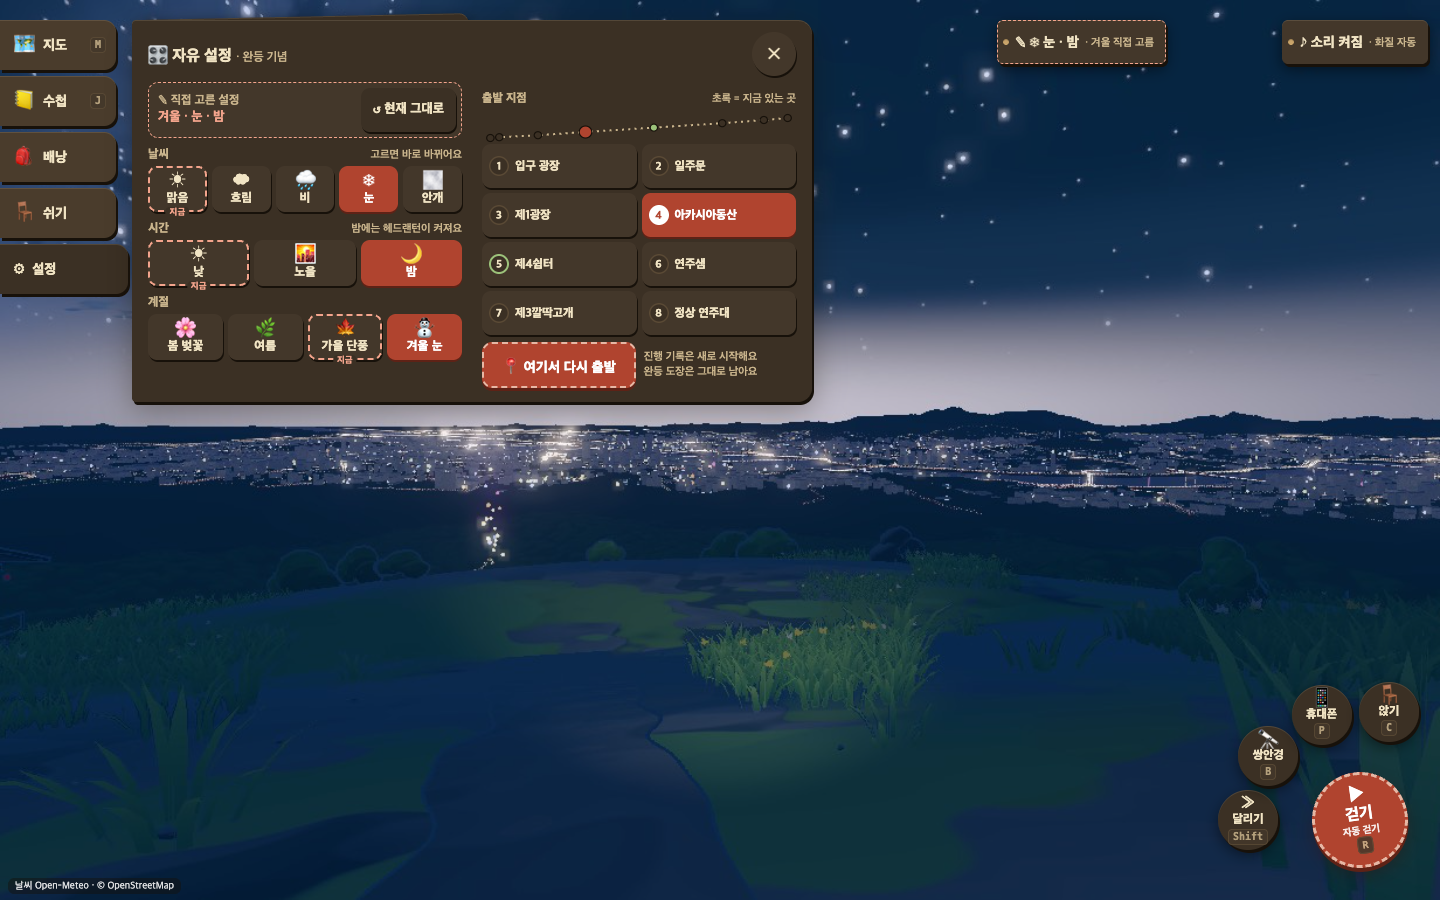 지도 M
수첩 J
배낭
쉬기
설정
자유 설정 · 완등 기념
직접 고른 설정
겨울 · 눈 · 밤
↺ 현재 그대로
날씨 고르면 바로 바뀌어요
맑음 지금
흐림
비
눈
안개
시간 밤에는 헤드랜턴이 켜져요
낮 지금
노을
밤
계절
봄 벚꽃
여름
가을 단풍 지금
겨울 눈
출발 지점 초록 = 지금 있는 곳
1 입구 광장
2 일주문
3 제1광장
4 아카시아동산
5 제4쉼터
6 연주샘
7 제3깔딱고개
8 정상 연주대
여기서 다시 출발
진행 기록은 새로 시작해요
완등 도장은 그대로 남아요
눈 · 밤 · 겨울 직접 고름
♪ 소리 켜짐 · 화질 자동
휴대폰
P
앉기
C
쌍안경
B
달리기
Shift
걷기
자동 걷기
R
날씨 Open-Meteo · © OpenStreetMap